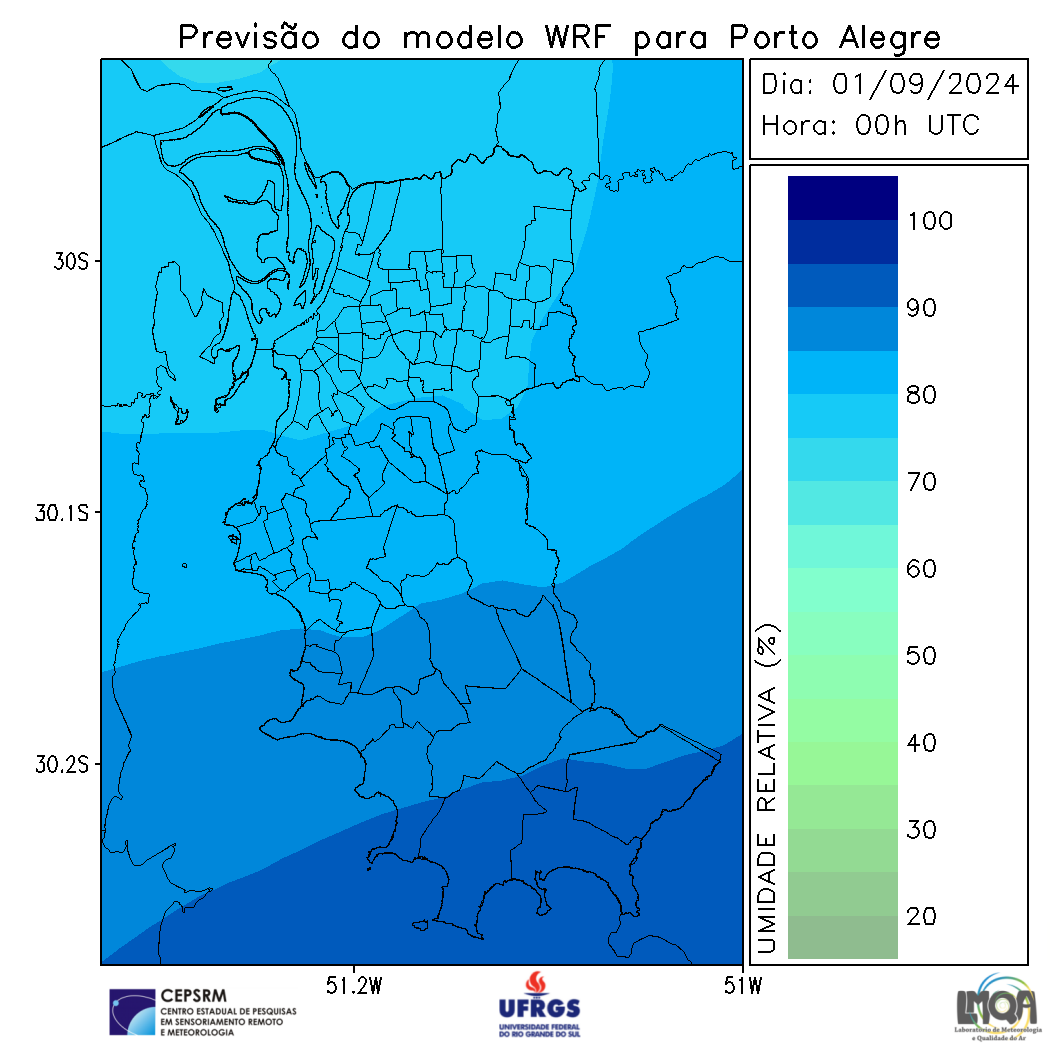 Previsão do modelo WRF para Porto Alegre
Dia: 01/09/2024
Hora: 00h UTC
100
90
80
70
60
50
40
30
20
UMIDADE RELATIVA (%)
30S
30.1S
30.2S
51.2W
51W
CEPSRM
CENTRO ESTADUAL DE PESQUISAS
EM SENSORIAMENTO REMOTO
E METEOROLOGIA
UFRGS
UNIVERSIDADE FEDERAL
DO RIO GRANDE DO SUL
LMQA
Laboratório de Meteorologia
e Qualidade do Ar